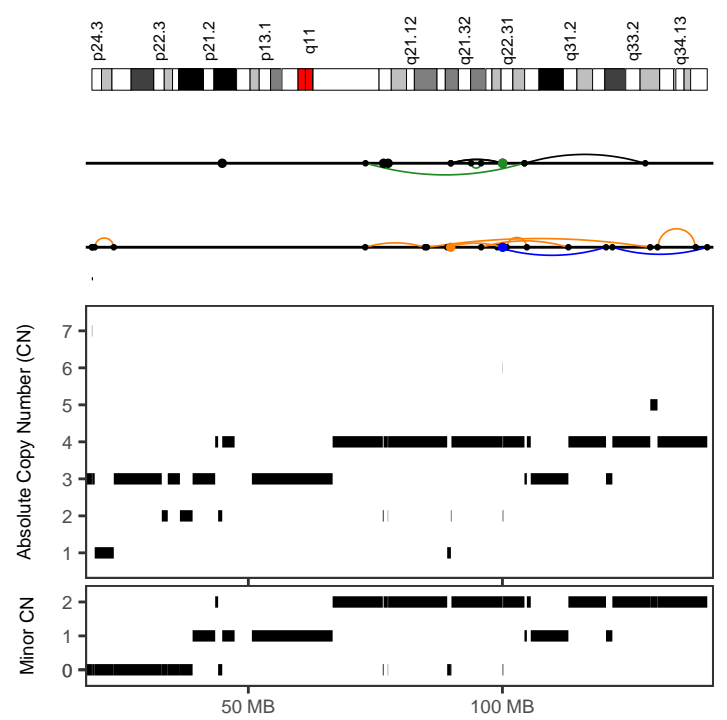 p24.3 p22.3 p21.2 p13.1 q11 q21.12 q21.32 q22.31 q31.2 q33.2 q34.13
Absolute Copy Number (CN)
7
6
5
4
3
2
1
Minor CN
2
1
0
50 MB 100 MB